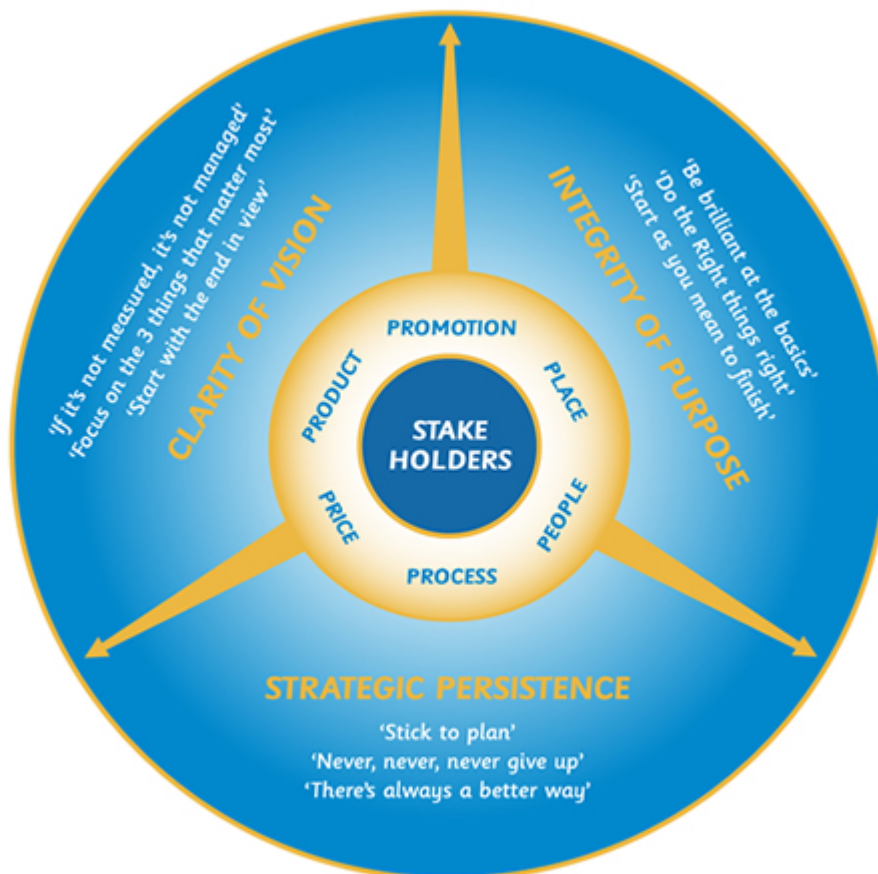 'If it's not measured, it's not managed'
'Focus on the 3 things that matter most'
'Start with the end in view'
CLARITY OF VISION
'Be brilliant at the basics'
'Do the Right things right'
'Start as you mean to finish'
INTEGRITY OF PURPOSE
PROMOTION
PLACE
PEOPLE
PROCESS
PRICE
PRODUCT
STAKE
HOLDERS
STRATEGIC PERSISTENCE
'Stick to plan'
'Never, never, never give up'
'There's always a better way'